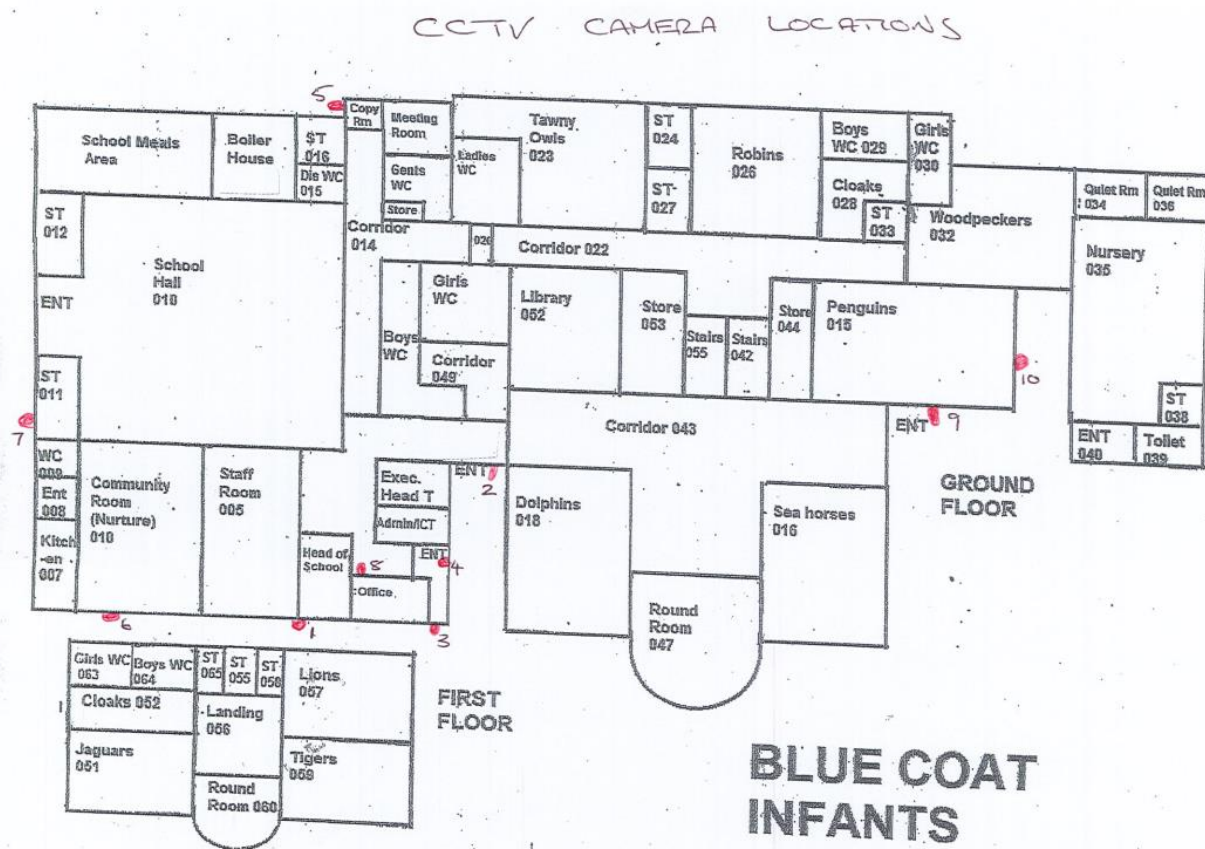 CCTV CAMERA LOCATIONS
5
School Meals
Area
Boiler
House
ST
016
Dis WC
015
Copy
Rm
Meeting
Room
Gents
WC
Store
Ladies
WC
Tawny
Owls
023
ST
024
ST
027
Robins
026
Boys
WC 029
Girls
WC
030
Cloaks
028
ST
033
Woodpeckers
032
Quiet Rm
034
Quiet Rm
036
Nursery
035
ST
012
Corridor
014
020
Corridor 022
School
Hall
010
ENT
Girls
WC
Library
052
Store
053
Stairs
055
Stairs
042
Store
044
Penguins
015
Boys
WC
Corridor
049
10
ST
011
7
ST
038
Corridor 043
ENT
9
ENT
040
Toilet
039
WC
009
Ent
008
Kitch
-en
007
Community
Room
(Nurture)
010
Staff
Room
005
Exec.
Head T
ENT
2
Admin/ICT
Dolphins
018
Sea horses
016
GROUND
FLOOR
Head of
School
8
ENT
4
Office
Round
Room
047
6
1
3
Girls WC
063
Boys WC
064
ST
065
ST
055
ST
058
Lions
057
FIRST
FLOOR
Cloaks 052
Landing
056
Jaguars
051
Tigers
059
Round
Room 060
BLUE COAT
INFANTS